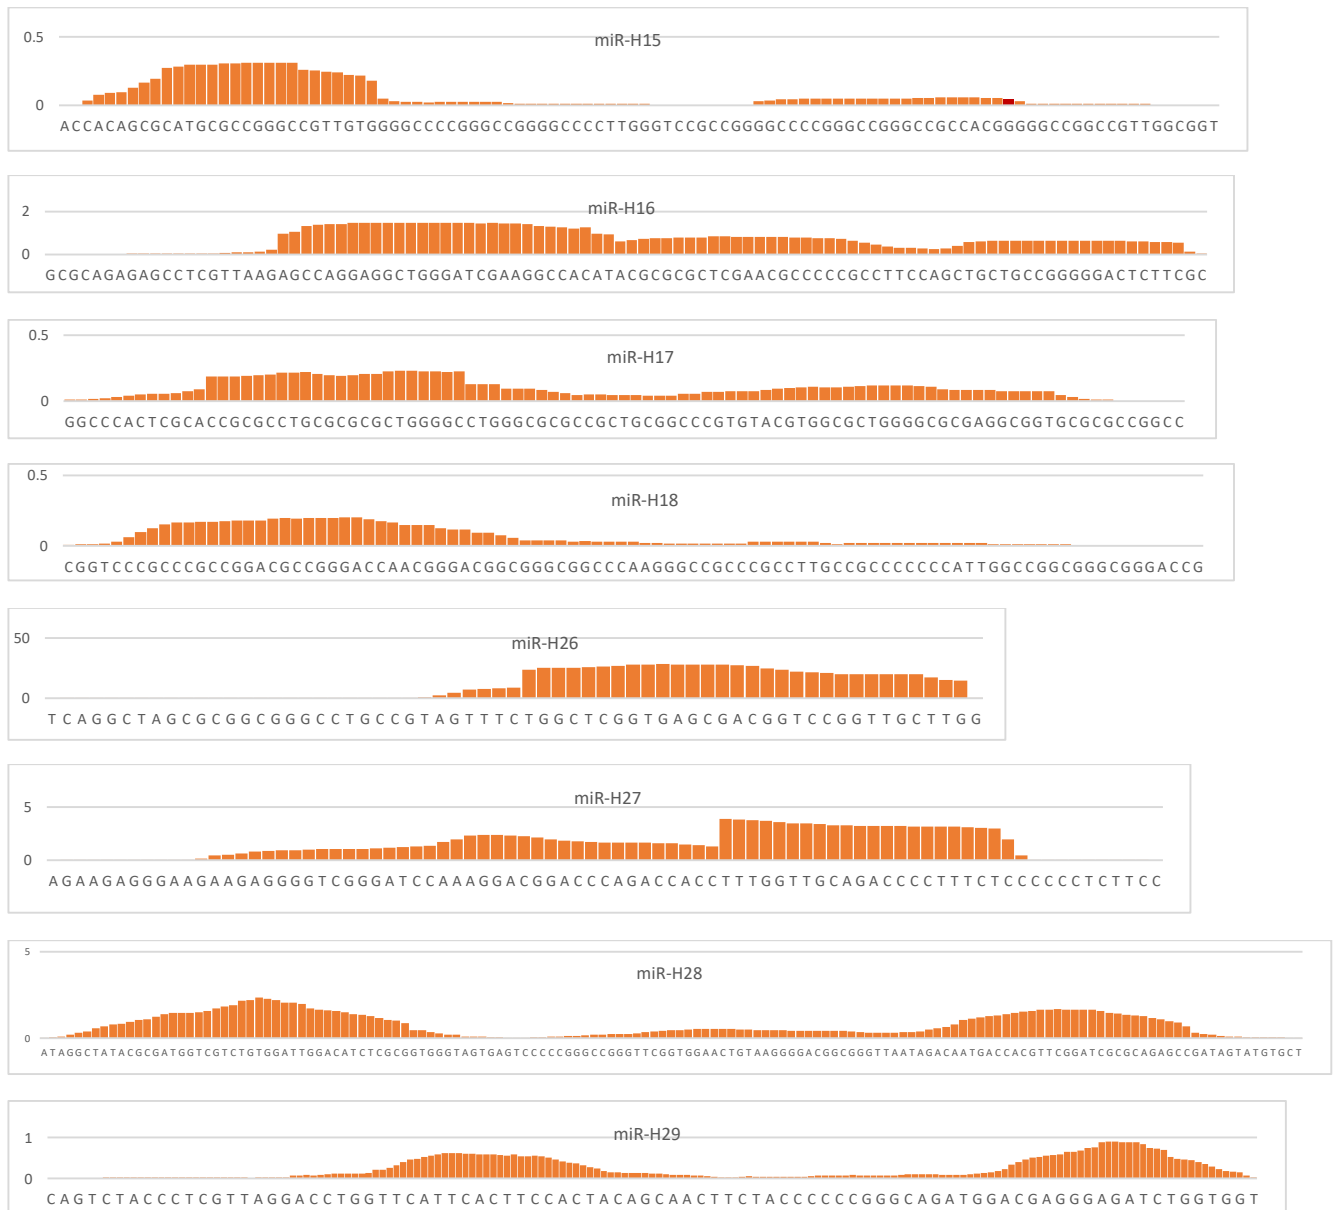 0.5
miR-H15
0
ACCACAGCGCATGCGCCGGGCCGTTGTGGGGCCCCGGGCCGGGGCCCCTTGGGTCCGCCGGGGCCCCGGGCCGGGCCGCCACGGGGGCCGGCCGTTGGCGGT
2
miR-H16
0
GCGCAGAGAGCCTCGTTAAGAGCCAGGAGGCTGGGATCGAAGGCCACATACGCGCGCTCGAACGCCCCCGCCTTCCAGCTGCTGCCGGGGGACTCTTCGC
0.5
miR-H17
0
GGCCCACTCGCACCGCGCCTGCGCGCGCTGGGGCCTGGGCGCGCCGCTGCGGCCCGTGTACGTGGCGCTGGGGCGCGAGGCGGTGCGCGCCGGCC
0.5
miR-H18
0
CGGTCCCGCCCGCCGGACGCCGGGACCAACGGGACGGCGGGCGGCCCAAGGGCCGCCCGCCTTGCCGCCCCCCCATTGGCCGGCGGGCGGGACCG
50
miR-H26
0
TCAGGCTAGCGCGGCGGGCCTGCCGTAGTTTCTGGCTCGGTGAGCGACGGTCCGGTTGCTTGG
5
miR-H27
0
AGAAGAGGGAAGAAGAGGGGTCGGGATCCAAAGGACGGACCCAGACCACCTTTGGTTGCAGACCCCTTTCTCCCCCCTCTTCC
5
miR-H28
0
ATAGGCTATACGCGATGGTCGTCTGTGGATTGGACATCTCGCGGTGGGTAGTGAGTCCCCCGGGCCGGGTTCGGTGGAACTGTAAGGGGACGGCGGGTTAATAGACAATGACCACGTTCGGATCGCGCAGAGCCGATAGTATGTGCT
1
miR-H29
0
CAGTCTACCCTCGTTAGGACCTGGTTCATTCACTTCCACTACAGCAACTTCTACCCCCCCGGGCAGATGGACGAGGGAGATCTGGTGGT